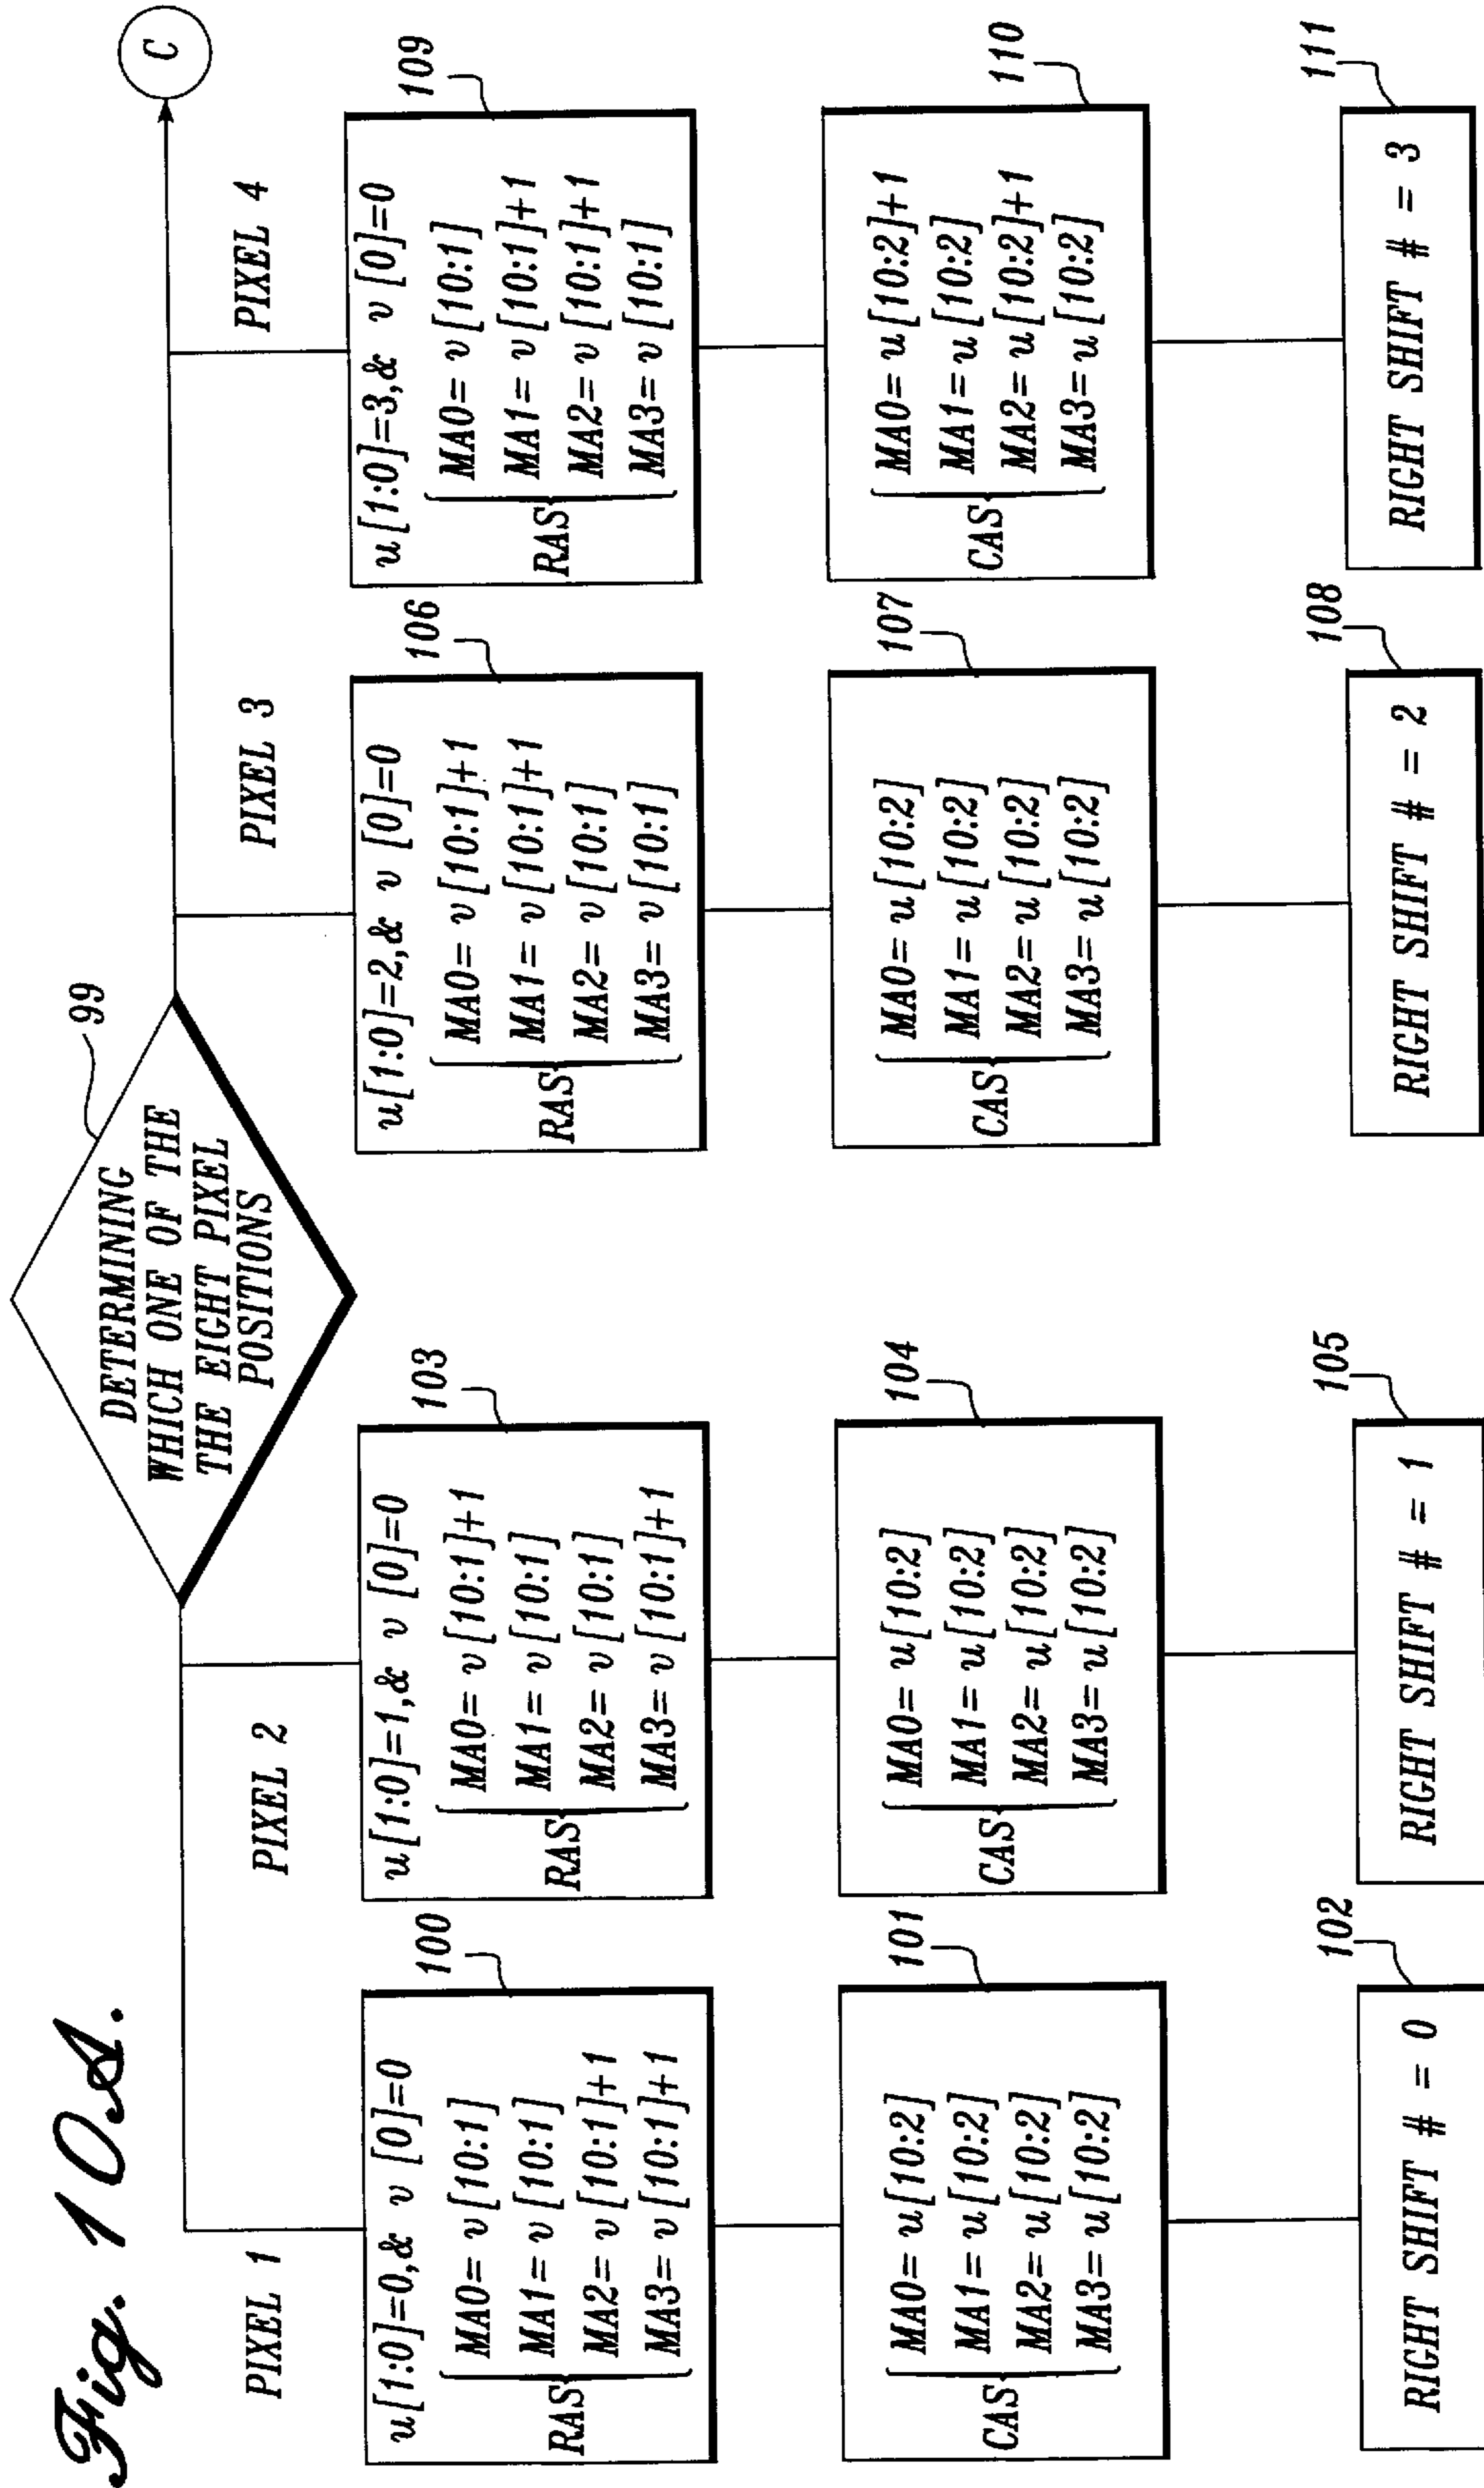 Fig. 10A.
DETERMINING
WHICH ONE OF THE
THE EIGHT PIXEL
POSITIONS
99
C
PIXEL 1
u[1:0]=0,& v [0]=0
RAS
MA0= v [10:1]
MA1= v [10:1]
MA2= v [10:1]+1
MA3= v [10:1]+1
100
CAS
MA0= u [10:2]
MA1= u [10:2]
MA2= u [10:2]
MA3= u [10:2]
101
RIGHT SHIFT # = 0
102
PIXEL 2
u[1:0]=1,& v [0]=0
RAS
MA0= v [10:1]+1
MA1= v [10:1]
MA2= v [10:1]
MA3= v [10:1]+1
103
CAS
MA0= u [10:2]
MA1= u [10:2]
MA2= u [10:2]
MA3= u [10:2]
104
RIGHT SHIFT # = 1
105
PIXEL 3
u[1:0]=2,& v [0]=0
RAS
MA0= v [10:1]+1
MA1= v [10:1]+1
MA2= v [10:1]
MA3= v [10:1]
106
CAS
MA0= u [10:2]
MA1= u [10:2]
MA2= u [10:2]
MA3= u [10:2]
107
RIGHT SHIFT # = 2
108
PIXEL 4
u[1:0]=3,& v [0]=0
RAS
MA0= v [10:1]
MA1= v [10:1]+1
MA2= v [10:1]+1
MA3= v [10:1]
109
CAS
MA0= u [10:2]+1
MA1= u [10:2]
MA2= u [10:2]+1
MA3= u [10:2]
110
RIGHT SHIFT # = 3
111